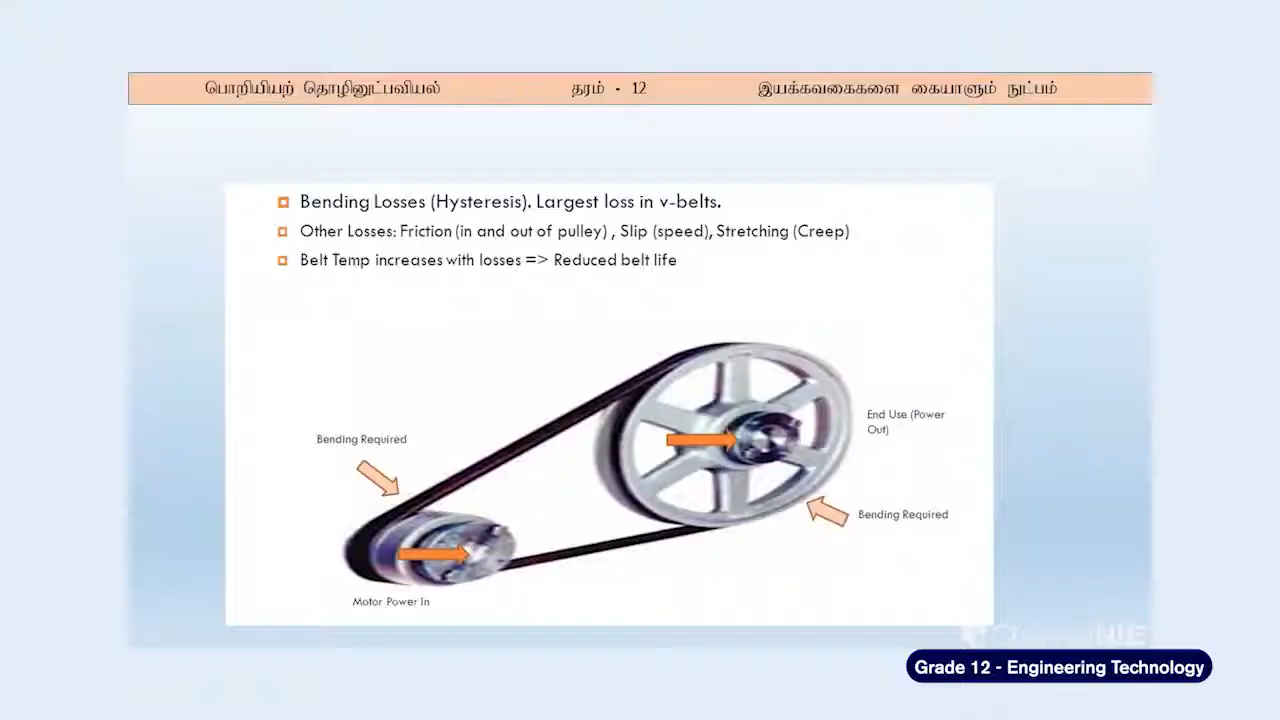 பொறியியற் தொழினுட்பவியல் தரம் - 12 இயக்கவகைகளை கையாளும் நுட்பம்
Bending Losses (Hysteresis). Largest loss in v-belts.
Other Losses: Friction (in and out of pulley) , Slip (speed), Stretching (Creep)
Belt Temp increases with losses => Reduced belt life
End Use (Power
Out)
Bending Required
Bending Required
Motor Power In
Grade 12 - Engineering Technology